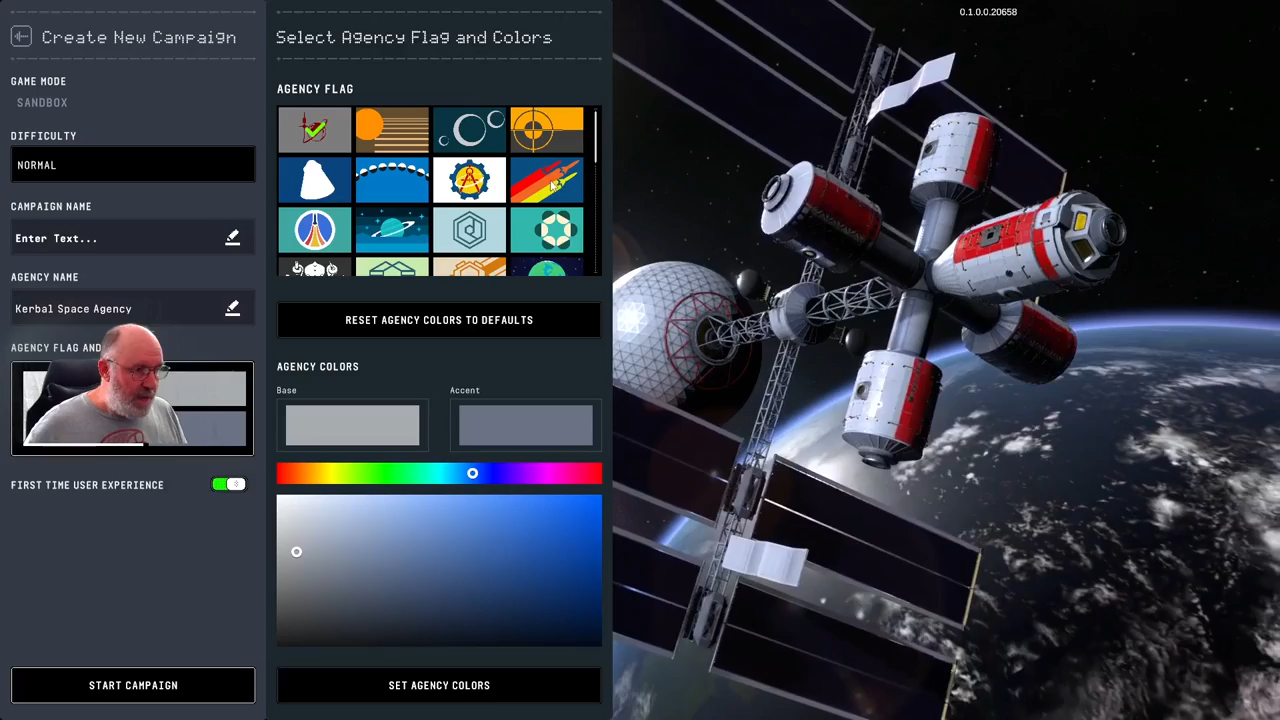 0.1.0.0.20658
Create New Campaign
GAME MODE
SANDBOX
DIFFICULTY
NORMAL
CAMPAIGN NAME
Enter Text...
AGENCY NAME
Kerbal Space Agency
AGENCY FLAG AND
FIRST TIME USER EXPERIENCE
START CAMPAIGN
Select Agency Flag and Colors
AGENCY FLAG
RESET AGENCY COLORS TO DEFAULTS
AGENCY COLORS
Base
Accent
SET AGENCY COLORS